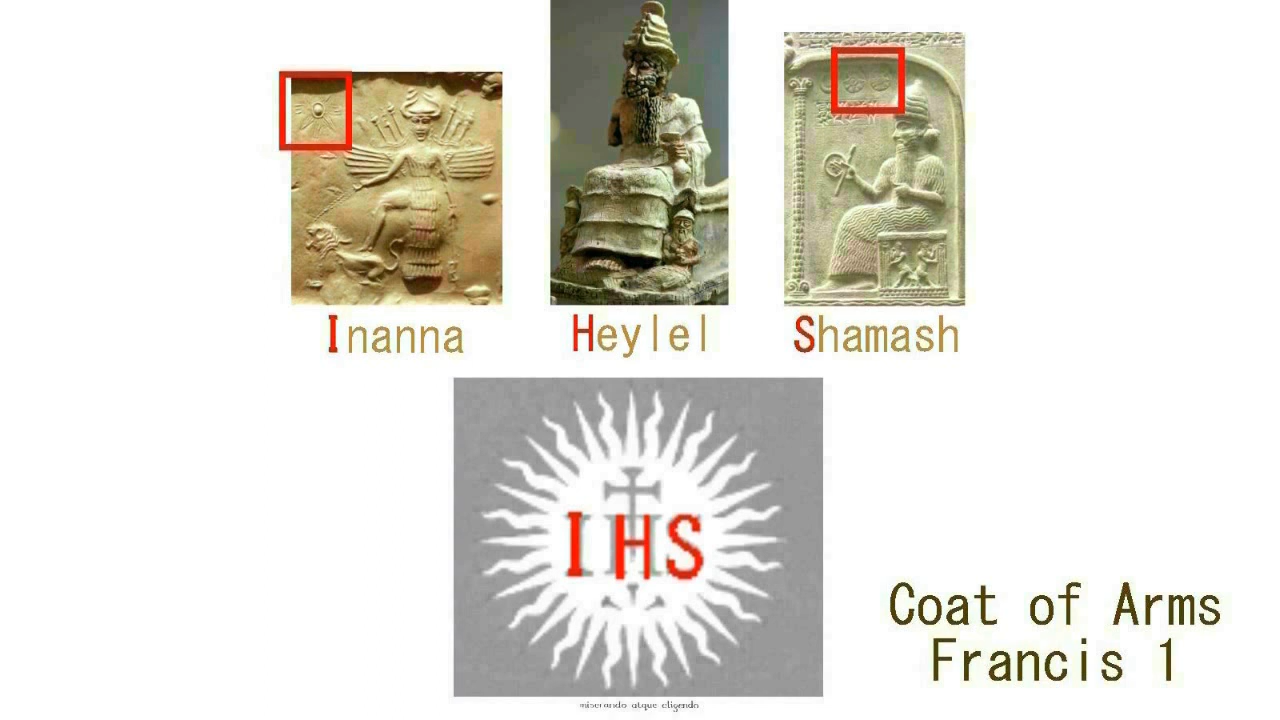 Inanna
Heylel
Shamash
IHS
miserando atque eligendo
Coat of Arms
Francis 1